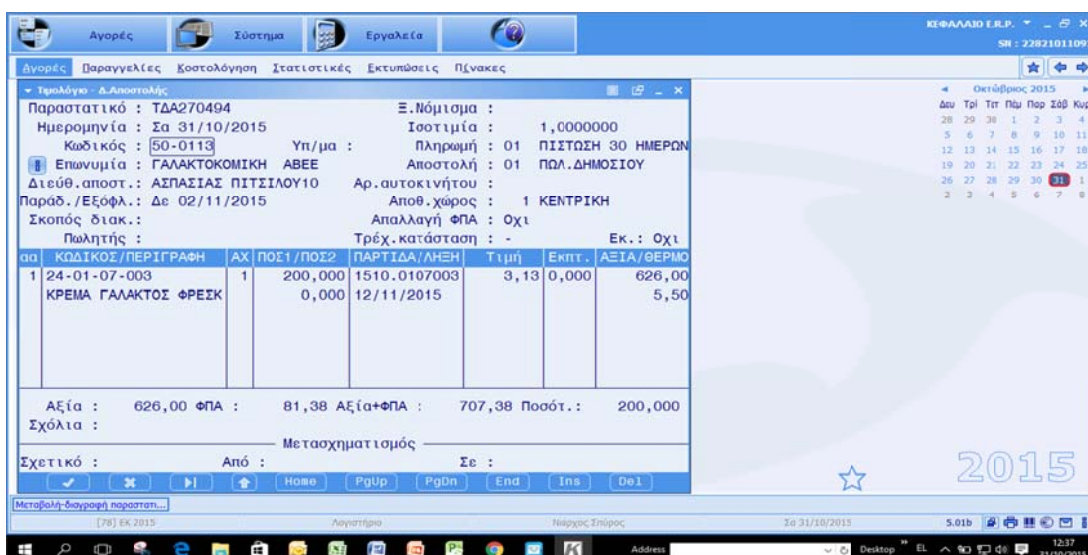 ΚΕΦΑΛΑΙΟ E.R.P.
SN : 2282101109
Αγορές Σύστημα Εργαλεία
Αγορές Παραγγελίες Κοστολόγηση Στατιστικές Εκτυπώσεις Πίνακες
Τιμολόγιο - Δ.Αποστολής
Παραστατικό : ΤΔΑ270494 Ξ.Νόμισμα :
Ημερομηνία : Σα 31/10/2015 Ισοτιμία : 1,0000000
Κωδικός : 50-0113 Υπ/μα : Πληρωμή : 01 ΠΙΣΤΩΣΗ 30 ΗΜΕΡΩΝ
Επωνυμία : ΓΑΛΑΚΤΟΚΟΜΙΚΗ ΑΒΕΕ Αποστολή : 01 ΠΩΛ.ΔΗΜΟΣΙΟΥ
Διεύθ.αποστ.: ΑΣΠΑΣΙΑΣ ΠΙΤΣΙΛΟΥ10 Αρ.αυτοκινήτου :
Παράδ./Εξόφλ.: Δε 02/11/2015 Αποθ.χώρος : 1 ΚΕΝΤΡΙΚΗ
Σκοπός διακ.: Απαλλαγή ΦΠΑ : Οχι
Πωλητής : Τρέχ.κατάσταση : - Εκ.: Οχι
αα ΚΩΔΙΚΟΣ/ΠΕΡΙΓΡΑΦΗ ΑΧ ΠΟΣ1/ΠΟΣ2 ΠΑΡΤΙΔΑ/ΛΗΞΗ Τιμή Εκπτ. ΑΞΙΑ/ΘΕΡΜΟ
1 24-01-07-003 1 200,000 1510.0107003 3,13 0,000 626,00
ΚΡΕΜΑ ΓΑΛΑΚΤΟΣ ΦΡΕΣΚ 0,000 12/11/2015 5,50
Αξία : 626,00 ΦΠΑ : 81,38 Αξία+ΦΠΑ : 707,38 Ποσότ.: 200,000
Σχόλια :
Μετασχηματισμός
Σχετικό : Από : Σε :
Home PgUp PgDn End Ins Del
Οκτώβριος 2015
Δευ Τρί Τετ Πέμ Παρ Σάβ Κυρ
28 29 30 1 2 3 4
5 6 7 8 9 10 11
12 13 14 15 16 17 18
19 20 21 22 23 24 25
26 27 28 29 30 31 1
2 3 4 5 6 7 8
2015
Μεταβολή-διαγραφή παραστατι...
[78] ΕΚ 2015 Λογιστήριο Νιάρχος Σπύρος Σα 31/10/2015 5.01b
Address Desktop EL 12:37
31/10/2015